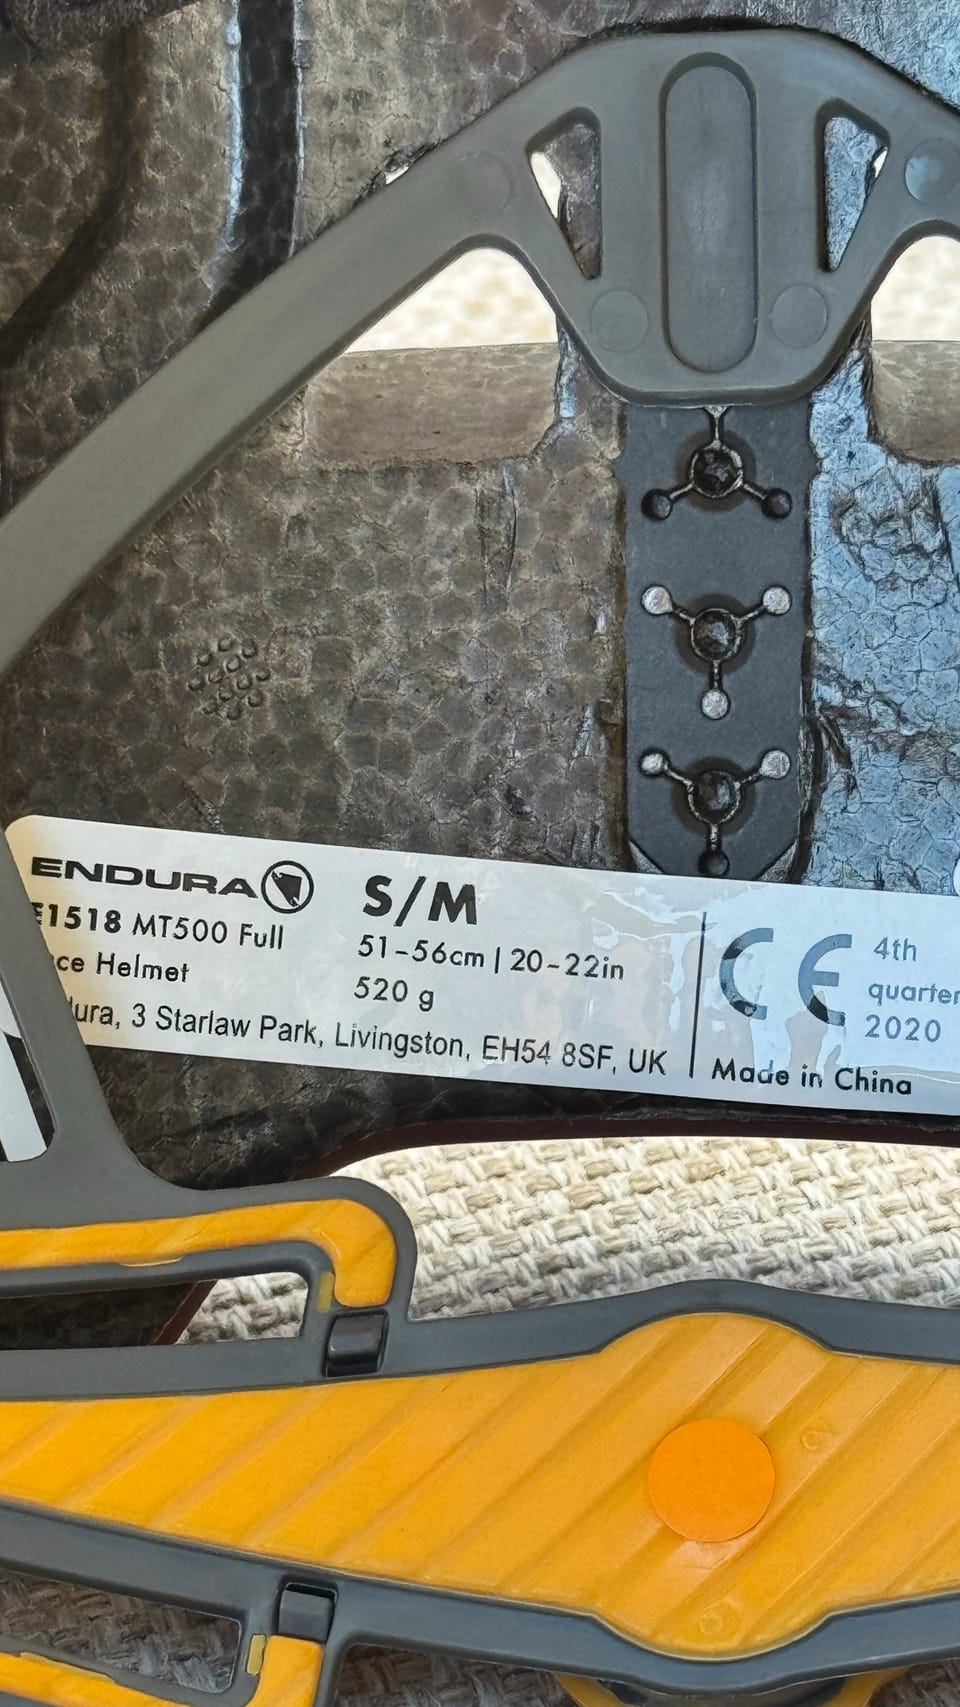 ENDURA
E1518 MT500 Full
ce Helmet
ura, 3 Starlaw Park, Livingston, EH54 8SF, UK
S/M
51-56cm | 20-22in
520 g
CE
4th
quarter
2020
Made in China